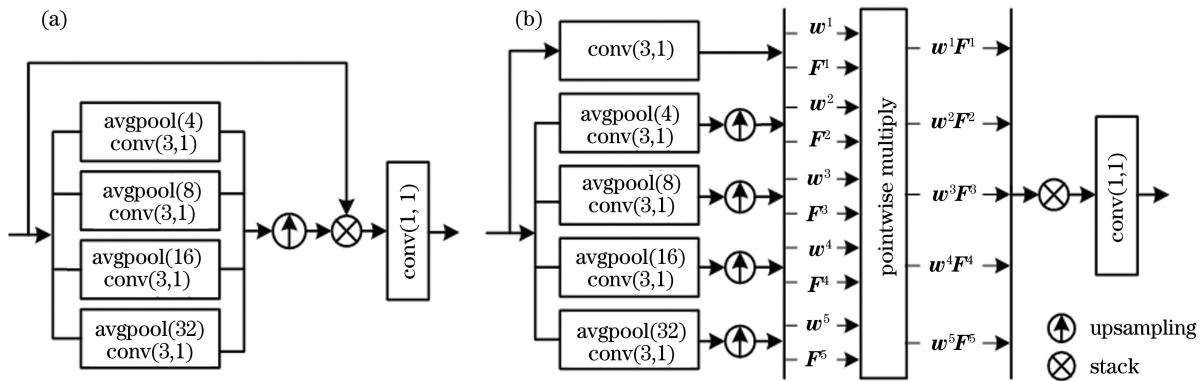 (a)
avgpool(4)
conv(3,1)
avgpool(8)
conv(3,1)
avgpool(16)
conv(3,1)
avgpool(32)
conv(3,1)
conv(1, 1)
(b)
conv(3,1)
avgpool(4)
conv(3,1)
avgpool(8)
conv(3,1)
avgpool(16)
conv(3,1)
avgpool(32)
conv(3,1)
w¹
F¹
w²
F²
w³
F³
w⁴
F⁴
w⁵
F⁵
pointwise multiply
w¹F¹
w²F²
w³F³
w⁴F⁴
w⁵F⁵
conv(1,1)
upsampling
stack